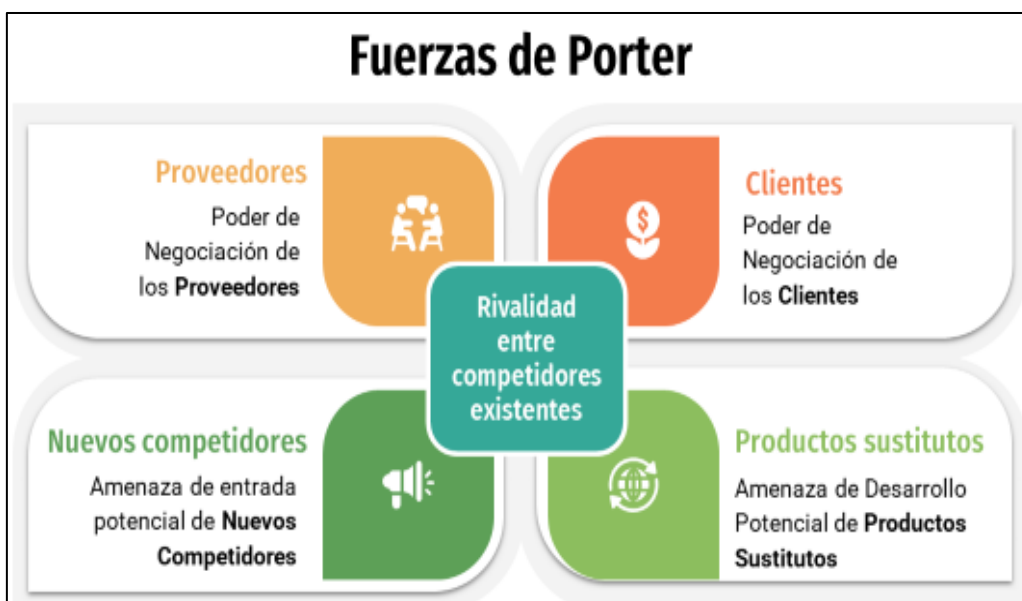 Fuerzas de Porter
Proveedores
Poder de
Negociación de
los Proveedores
Clientes
Poder de
Negociación de
los Clientes
Rivalidad
entre
competidores
existentes
Nuevos competidores
Amenaza de entrada
potencial de Nuevos
Competidores
Productos sustitutos
Amenaza de Desarrollo
Potencial de Productos
Sustitutos